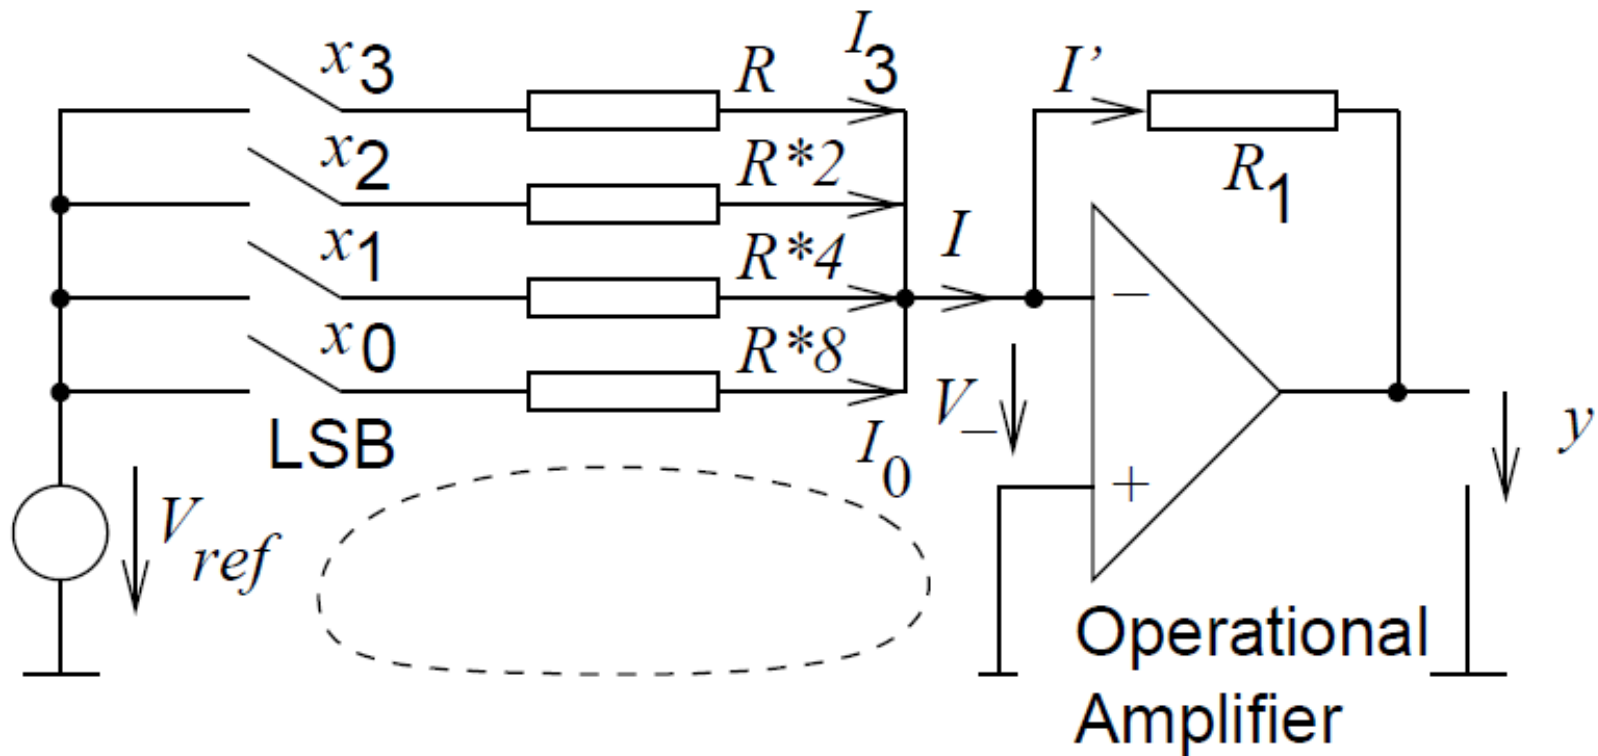 x3 R I3 I’
x2 R*2 R1
x1 R*4 I −
x0 R*8
LSB I0 V− y
+
Vref
Operational
Amplifier